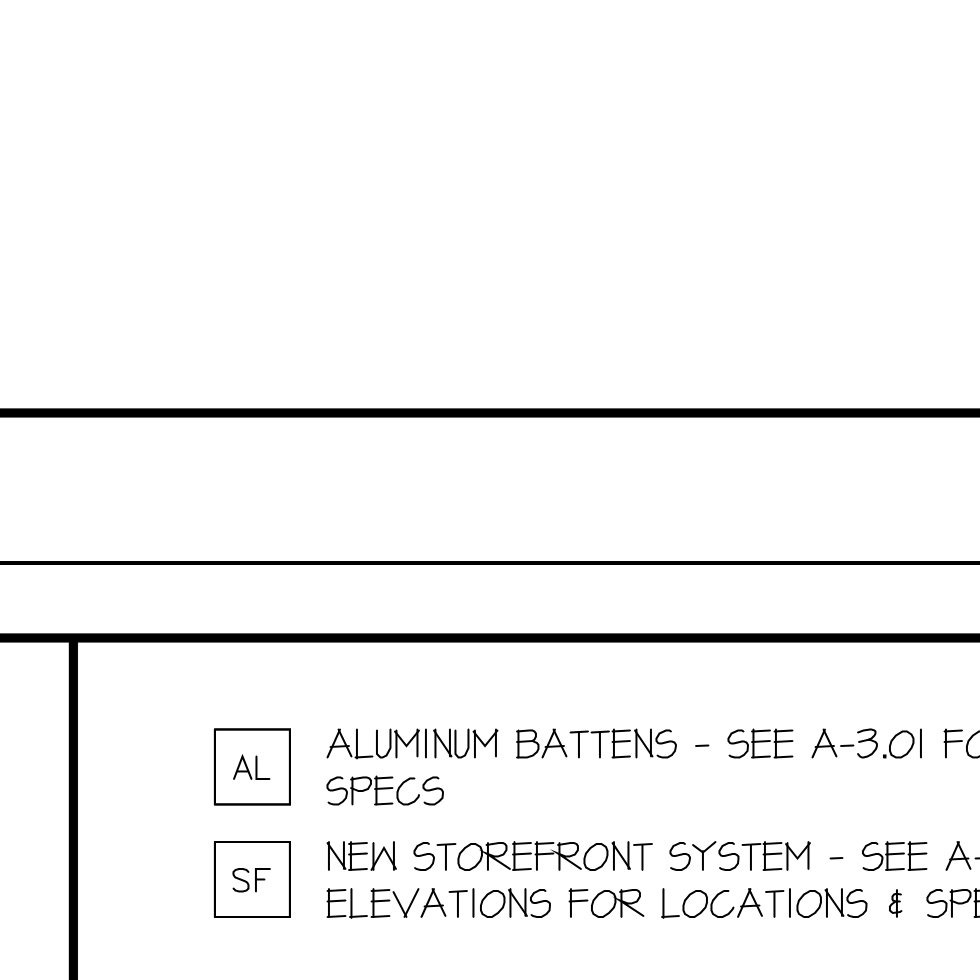 AL ALUMINUM BATTENS - SEE A-3.01
SPECS
SF NEW STOREFRONT SYSTEM - SEE
ELEVATIONS FOR LOCATIONS &